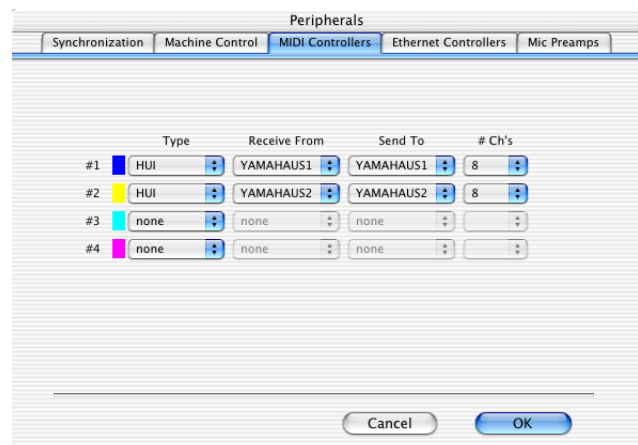 Peripherals
Synchronization Machine Control MIDI Controllers Ethernet Controllers Mic Preamps
Type Receive From Send To # Ch's
#1 HUI YAMAHAUS1 YAMAHAUS1 8
#2 HUI YAMAHAUS2 YAMAHAUS2 8
#3 none none none
#4 none none none
Cancel OK